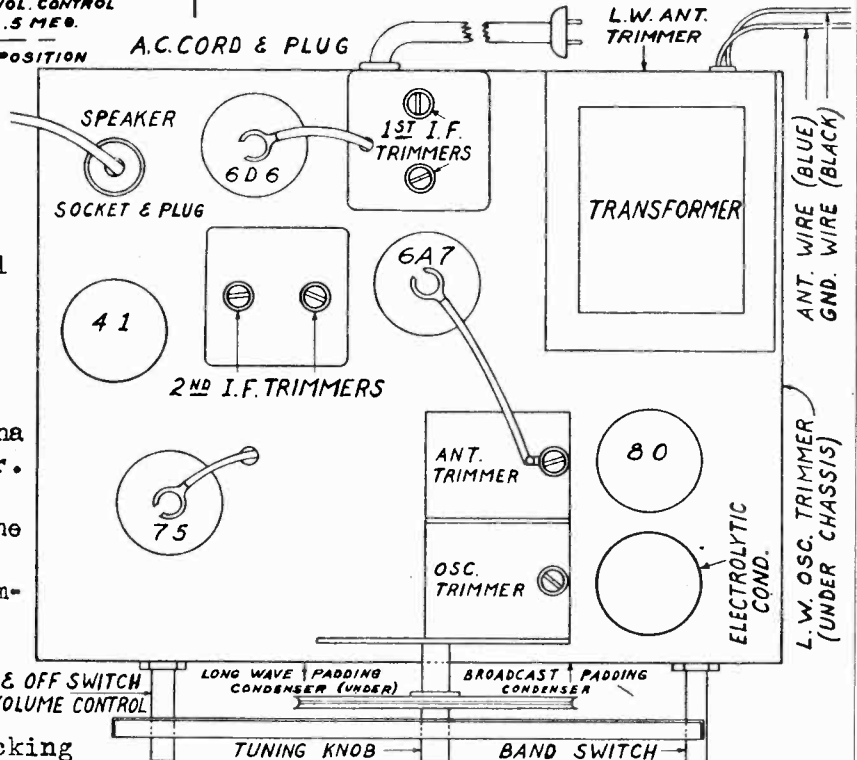 VOL. CONTROL
.5 MEG.
POSITION
A.C. CORD & PLUG
L.W. ANT.
TRIMMER
SPEAKER
SOCKET & PLUG
6D6
1ST I.F.
TRIMMERS
TRANSFORMER
ANT. WIRE (BLUE)
GND. WIRE (BLACK)
6A7
41
2ND I.F. TRIMMERS
ANT.
TRIMMER
80
75
OSC.
TRIMMER
ELECTROLYTIC
COND.
L.W. OSC. TRIMMER
(UNDER CHASSIS)
& OFF SWITCH
VOLUME CONTROL
LONG WAVE PADDING
CONDENSER (UNDER)
BROADCAST PADDING
CONDENSER
cking
TUNING KNOB
BAND SWITCH